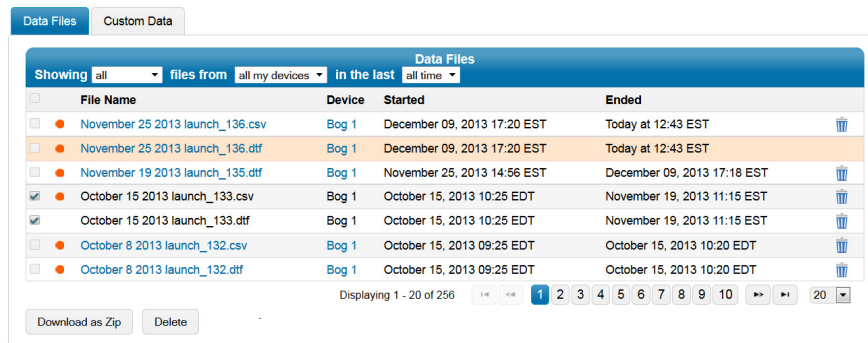 Data Files Custom Data
Data Files
Showing all files from all my devices in the last all time
File Name Device Started Ended
November 25 2013 launch_136.csv Bog 1 December 09, 2013 17:20 EST Today at 12:43 EST
November 25 2013 launch_136.dtf Bog 1 December 09, 2013 17:20 EST Today at 12:43 EST
November 19 2013 launch_135.dtf Bog 1 November 25, 2013 14:56 EST December 09, 2013 17:18 EST
October 15 2013 launch_133.csv Bog 1 October 15, 2013 10:25 EDT November 19, 2013 11:15 EST
October 15 2013 launch_133.dtf Bog 1 October 15, 2013 10:25 EDT November 19, 2013 11:15 EST
October 8 2013 launch_132.csv Bog 1 October 15, 2013 09:25 EDT October 15, 2013 10:20 EDT
October 8 2013 launch_132.dtf Bog 1 October 15, 2013 09:25 EDT October 15, 2013 10:20 EDT
Displaying 1 - 20 of 256 1 2 3 4 5 6 7 8 9 10 20
Download as Zip Delete